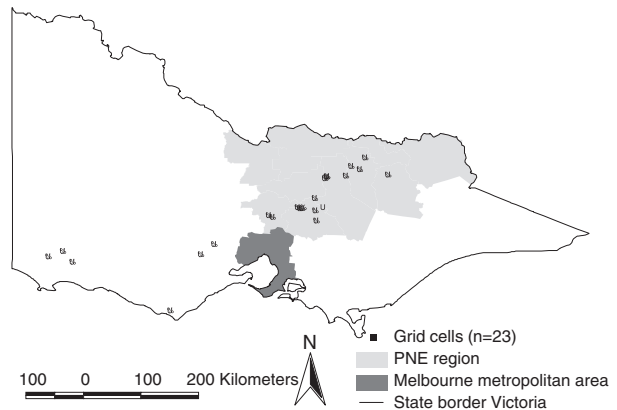 N
Grid cells (n=23)
PNE region
Melbourne metropolitan area
State border Victoria
100 0 100 200 Kilometers